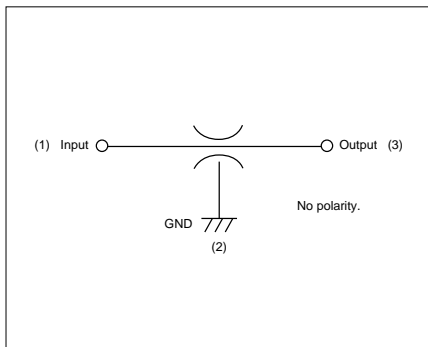 (1) Input Output (3)
No polarity.
GND
(2)